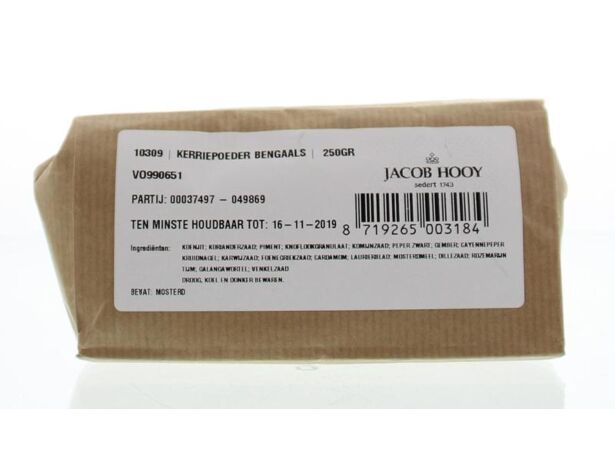 10309 | KERRIEPOEDER BENGAALS | 250GR
VO990651
JACOB HOOY
sedert 1743
PARTIJ: 00037497 - 049869
TEN MINSTE HOUDBAAR TOT: 16-11-2019
8 719265 003184
Ingrediënten: KOENJIT; KORIANDERZAAD; PIMENT; KNOFLOOKGRANULAAT; KOMIJNZAAD; PEPER ZWART; GEMBER; CAYENNEPEPER
KRUIDNAGEL; KARWIJZAAD; FOENEGRIEKZAAD; CARDAMOM; LAURIERBLAD; MOSTERDMEEL; DILLEZAAD; ROZEMARIJN
TIJM; GALANGAWORTEL; VENKELZAAD
DROOG, KOEL EN DONKER BEWAREN.
BEVAT: MOSTERD